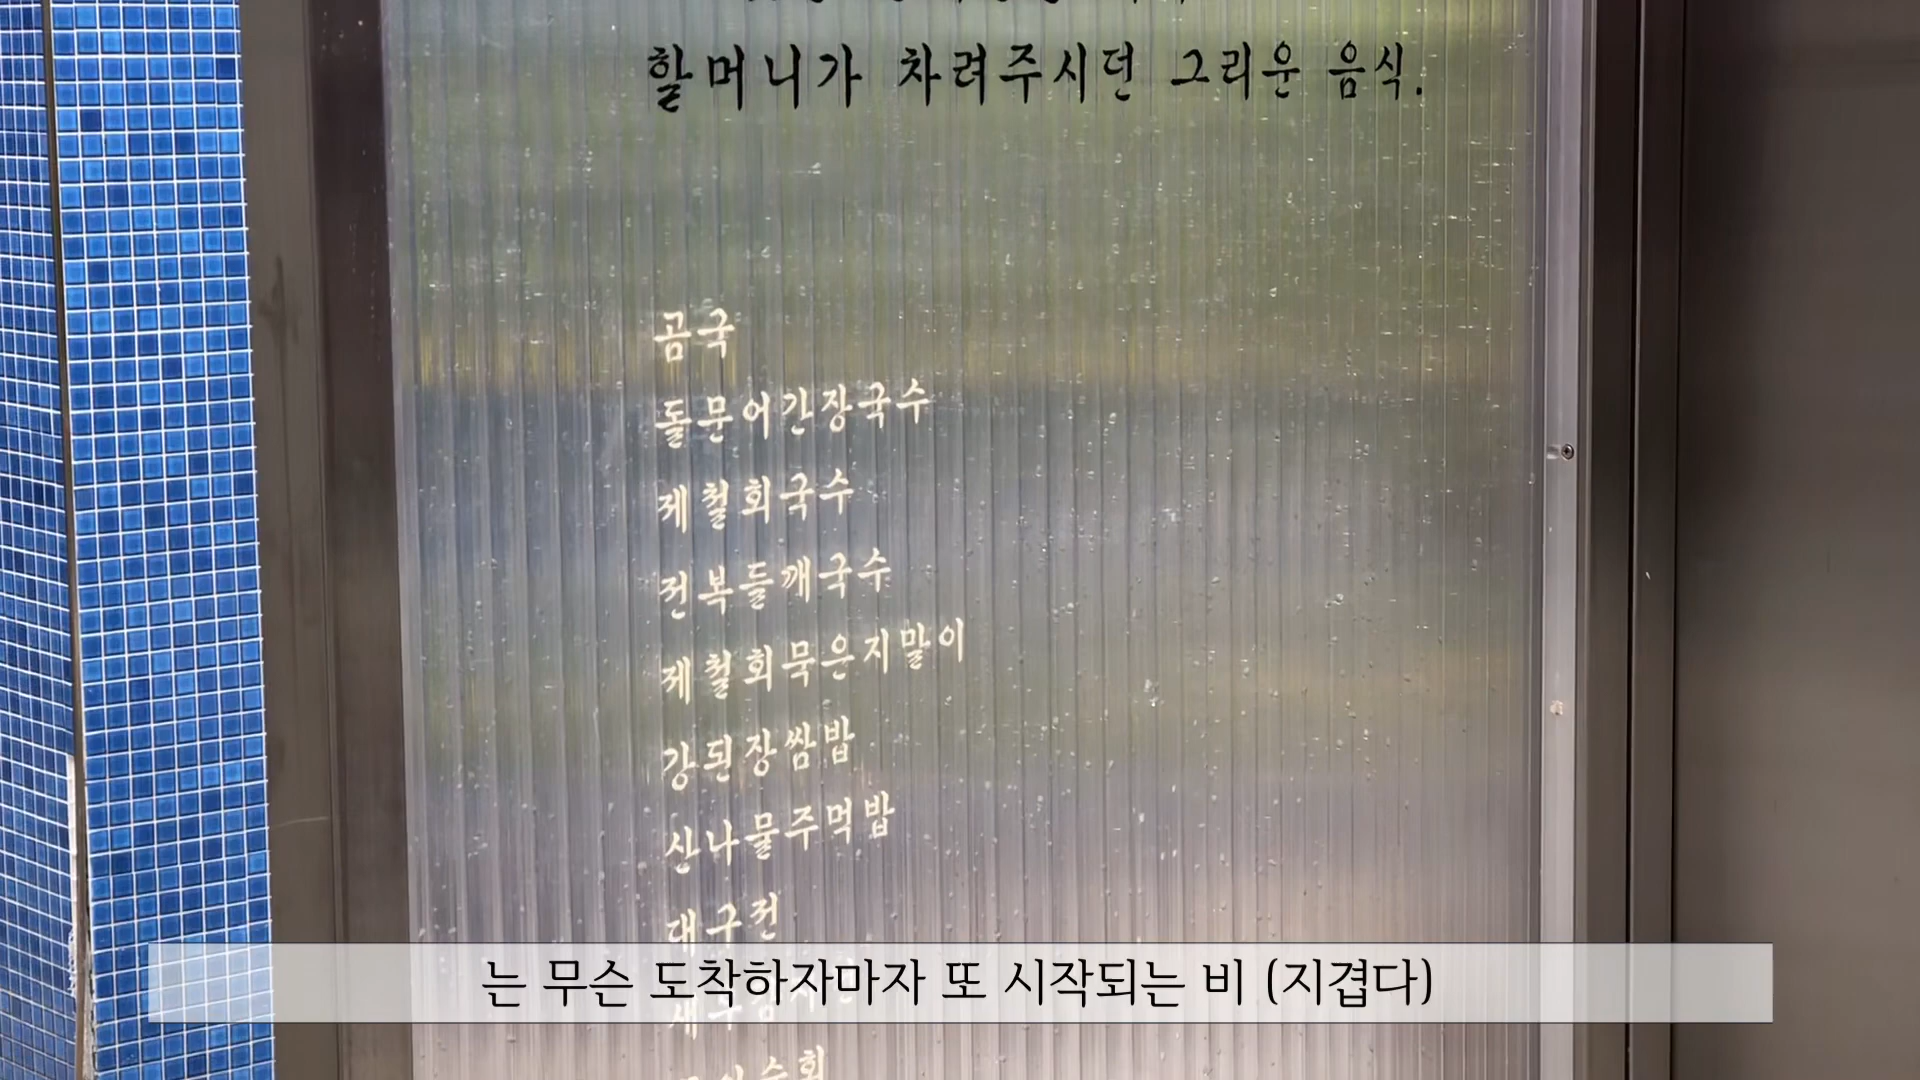 할머니가 차려주시던 그리운 음식.
곰국
돌문어간장국수
제철회국수
전복들깨국수
제철회묵은지말이
강된장쌈밥
산나물주먹밥
대구전
는 무슨 도착하자마자 또 시작되는 비 (지겹다)